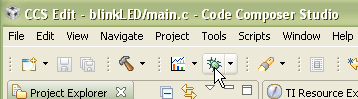 CCS Edit - blinkLED/main.c - Code Composer Studio
File Edit View Navigate Project Tools Scripts Window Help
Project Explorer TI Resource Ex